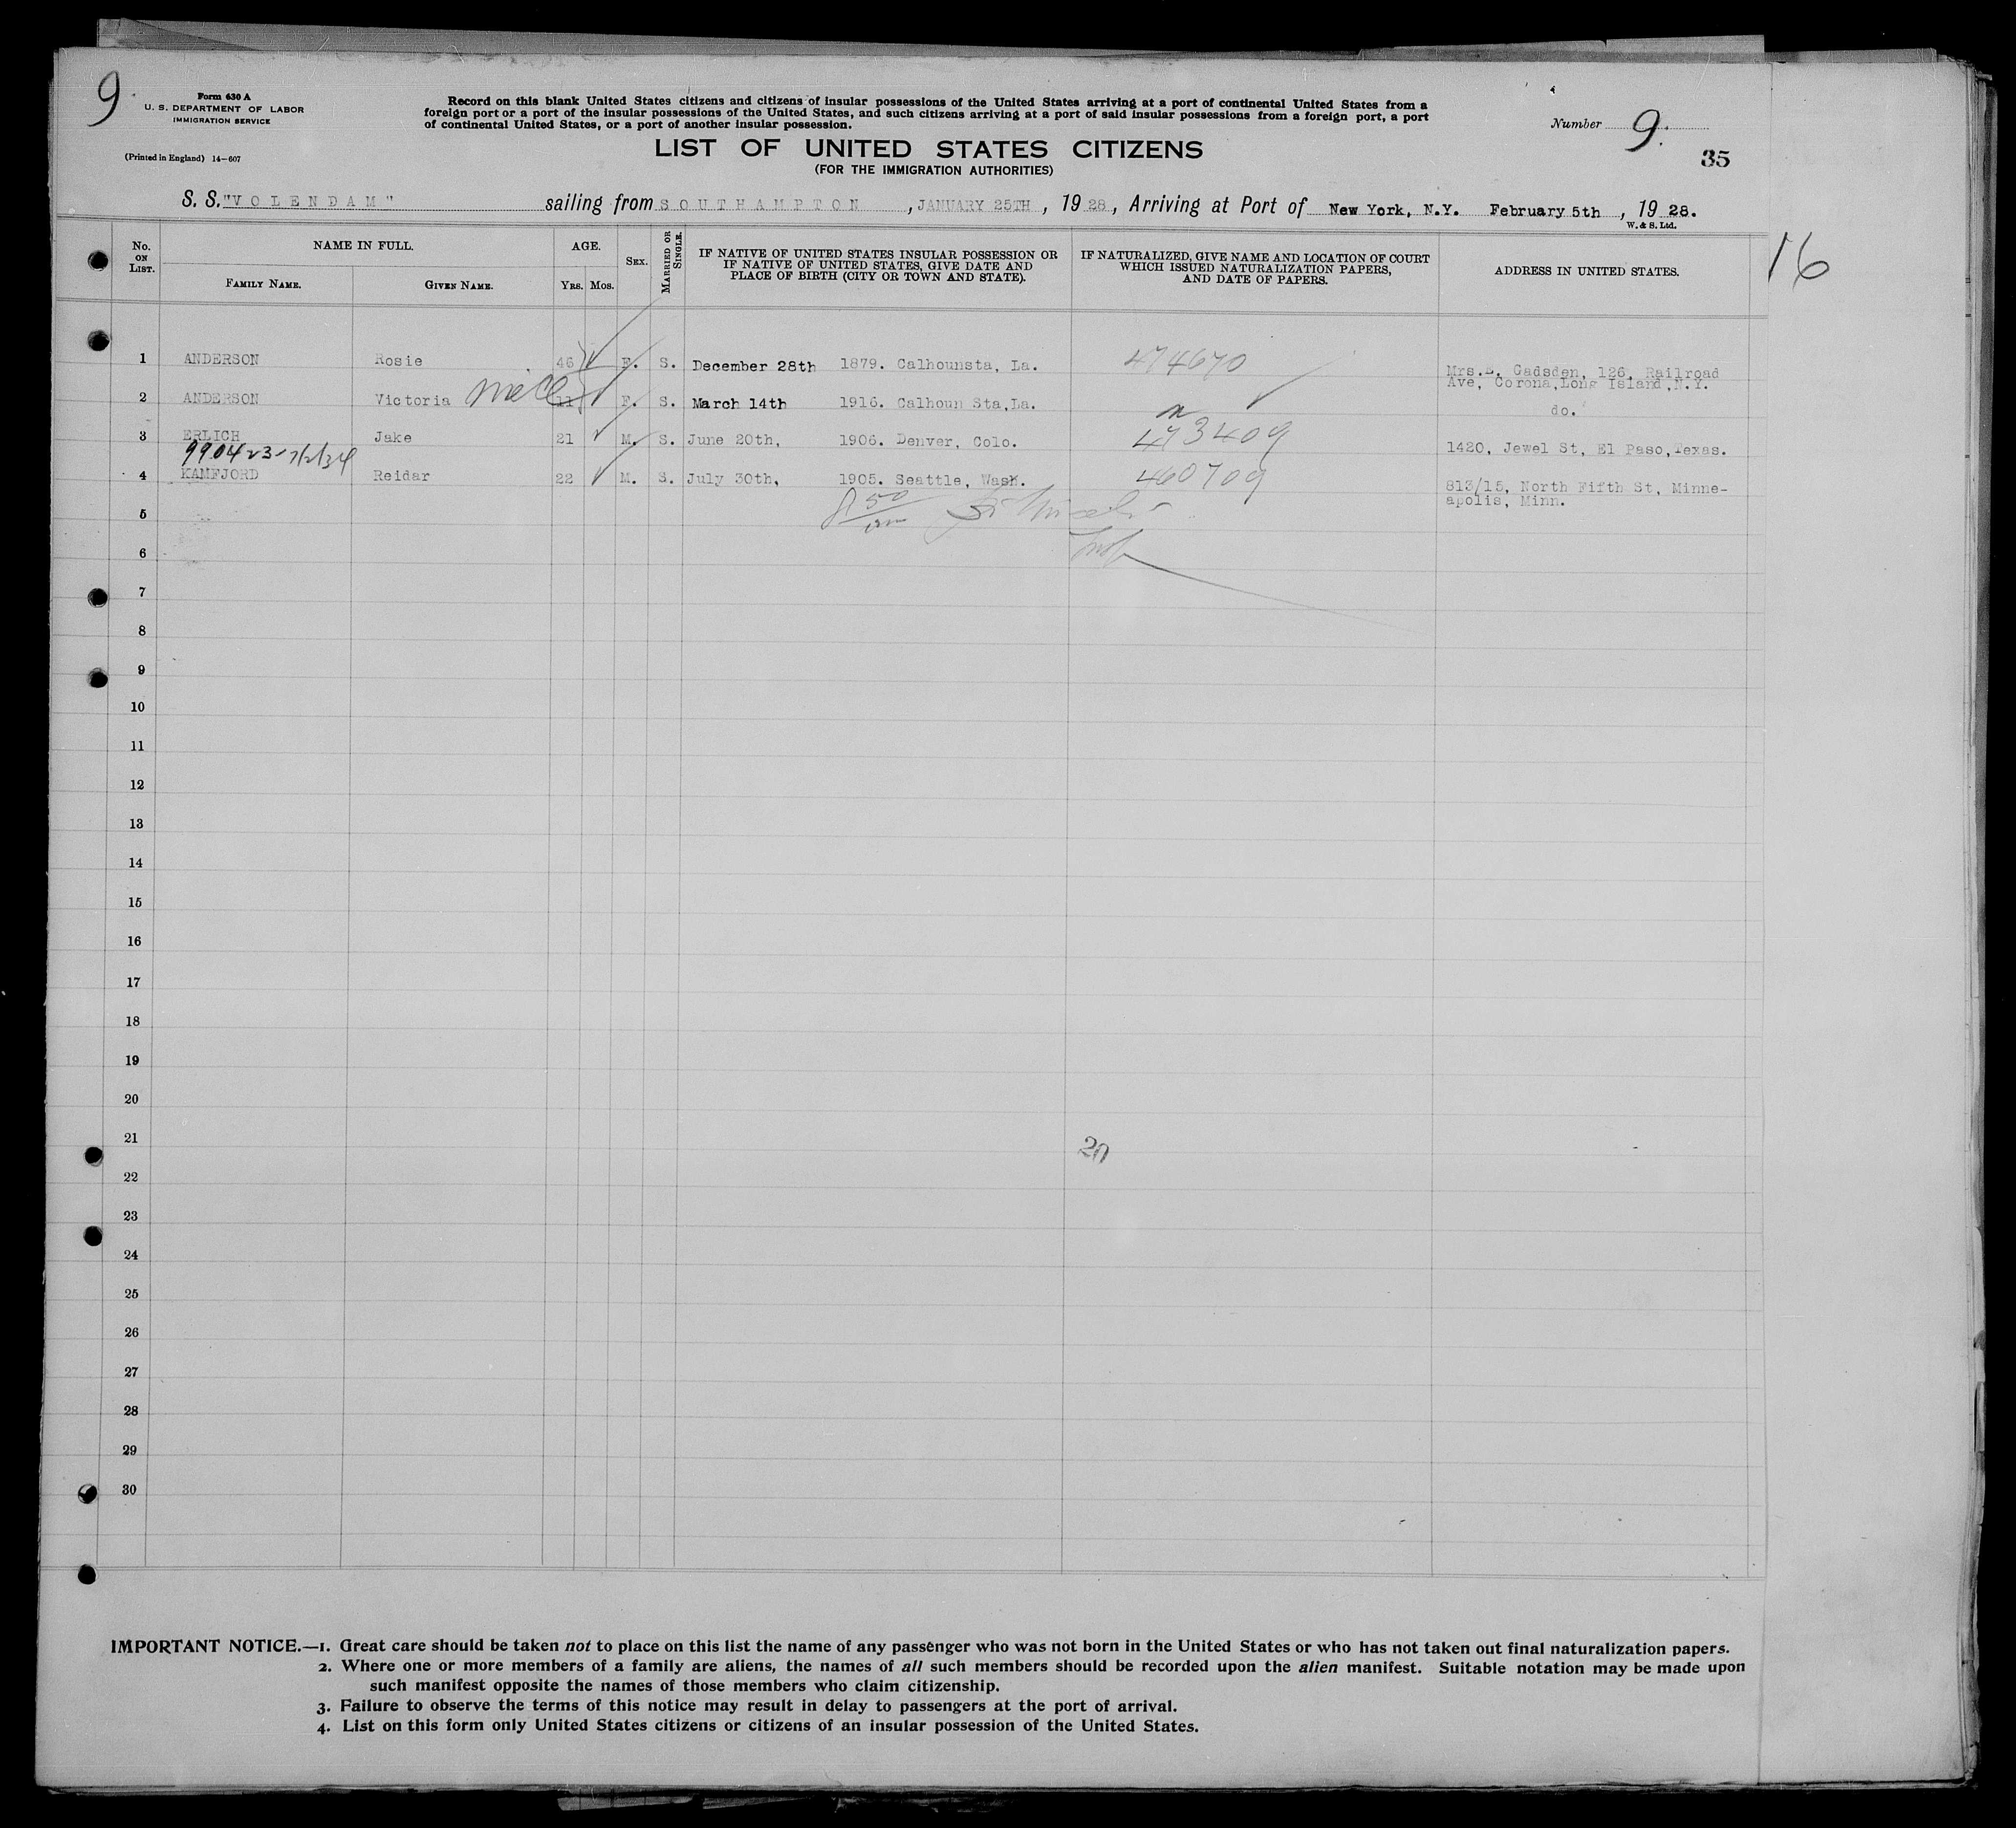 9
Form 630 A
U. S. DEPARTMENT OF LABOR
IMMIGRATION SERVICE
(Printed in England) 14—607
Record on this blank United States citizens and citizens of insular possessions of the United States arriving at a port of continental United States from a
foreign port or a port of the insular possessions of the United States, and such citizens arriving at a port of said insular possessions from a foreign port, a port
of continental United States, or a port of another insular possession.
Number 9.
35
LIST OF UNITED STATES CITIZENS
(FOR THE IMMIGRATION AUTHORITIES)
S. S. "VOLENDAM" sailing from SOUTHAMPTON, JANUARY 25TH, 1928, Arriving at Port of New York, N.Y. February 5th, 1928.
W. & S. Ltd.
16
No. ON LIST. NAME IN FULL. AGE. SEX. MARRIED OR SINGLE. IF NATIVE OF UNITED STATES INSULAR POSSESSION OR IF NATIVE OF UNITED STATES, GIVE DATE AND PLACE OF BIRTH (CITY OR TOWN AND STATE). IF NATURALIZED, GIVE NAME AND LOCATION OF COURT WHICH ISSUED NATURALIZATION PAPERS, AND DATE OF PAPERS. ADDRESS IN UNITED STATES.
FAMILY NAME. GIVEN NAME. YRS. MOS.
1 ANDERSON Rosie 46 F. S. December 28th 1879. Calhounsta, La. 474670 Mrs. Gadsden, 126, Railroad
Ave, Corona, Long Island, N.Y.
2 ANDERSON Victoria niece 11 F. S. March 14th 1916. Calhoun Sta, La. do.
3 ERLICH Jake 21 M. S. June 20th, 1906. Denver, Colo. 473409 1420, Jewel St, El Paso, Texas.
990423-7/2/34
4 KAMFJORD Reidar 22 M. S. July 30th, 1905. Seattle, Wash. 460709 813/15, North Fifth St, Minne-
apolis, Minn.
5
6
7
8
9
10
11
12
13
14
15
16
17
18
19
20
21
20
22
23
24
25
26
27
28
29
30
IMPORTANT NOTICE.—1. Great care should be taken not to place on this list the name of any passenger who was not born in the United States or who has not taken out final naturalization papers.
2. Where one or more members of a family are aliens, the names of all such members should be recorded upon the alien manifest. Suitable notation may be made upon
such manifest opposite the names of those members who claim citizenship.
3. Failure to observe the terms of this notice may result in delay to passengers at the port of arrival.
4. List on this form only United States citizens or citizens of an insular possession of the United States.